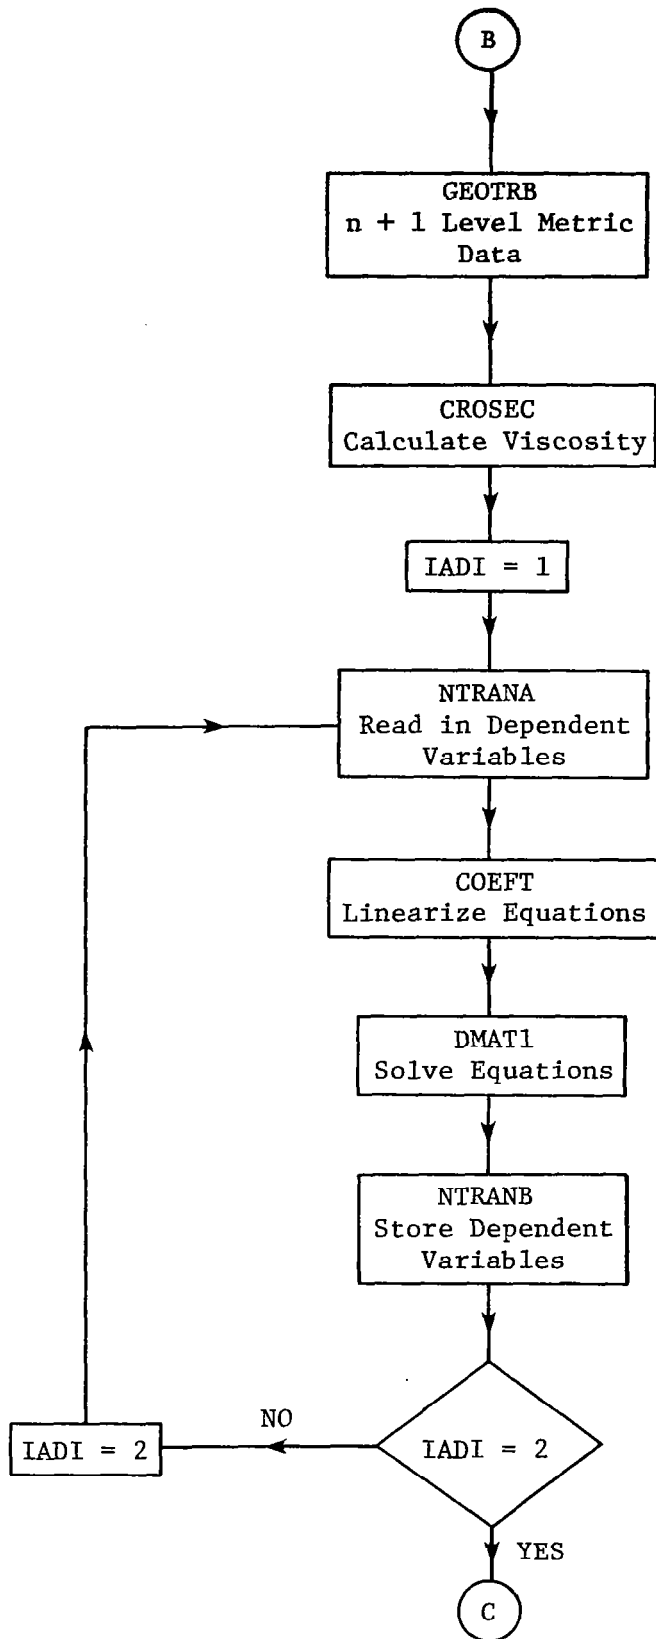 B
GEOTRB
n + 1 Level Metric
Data
CROSEC
Calculate Viscosity
IADI = 1
NTRANA
Read in Dependent
Variables
COEFT
Linearize Equations
DMAT1
Solve Equations
NTRANB
Store Dependent
Variables
NO
IADI = 2
IADI = 2
YES
C